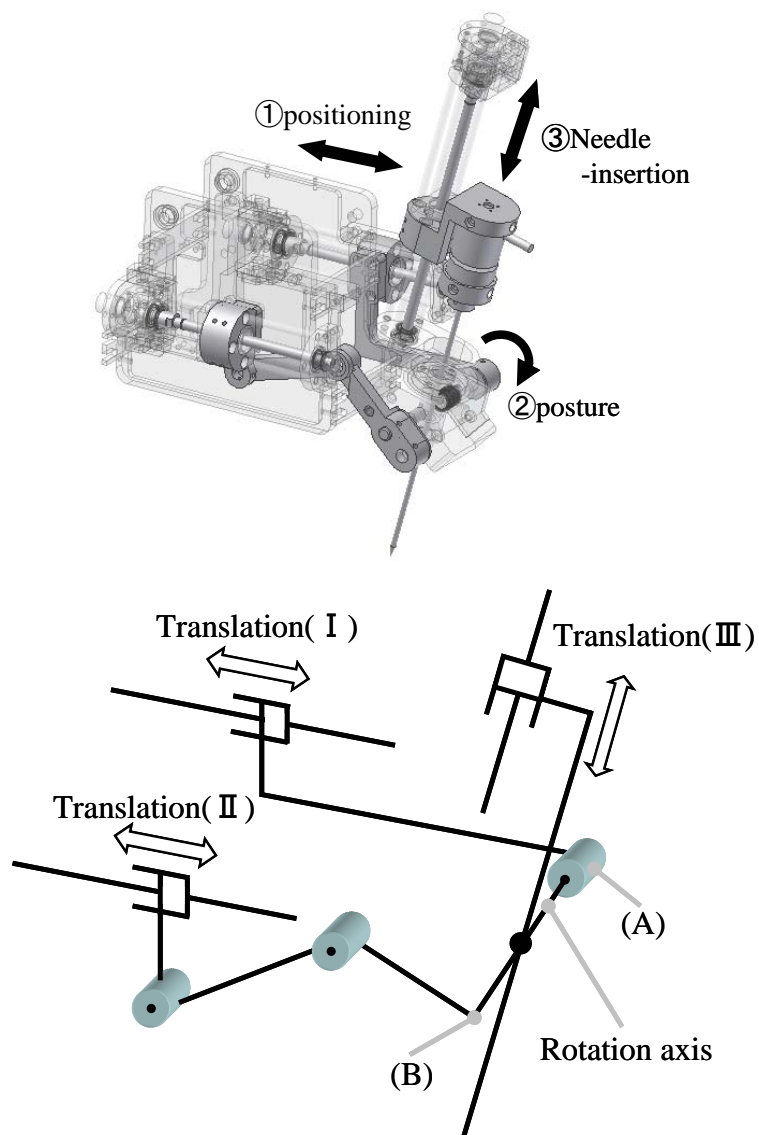 ①positioning
③Needle
-insertion
②posture
Translation(Ⅰ)
Translation(Ⅲ)
Translation(Ⅱ)
(A)
Rotation axis
(B)